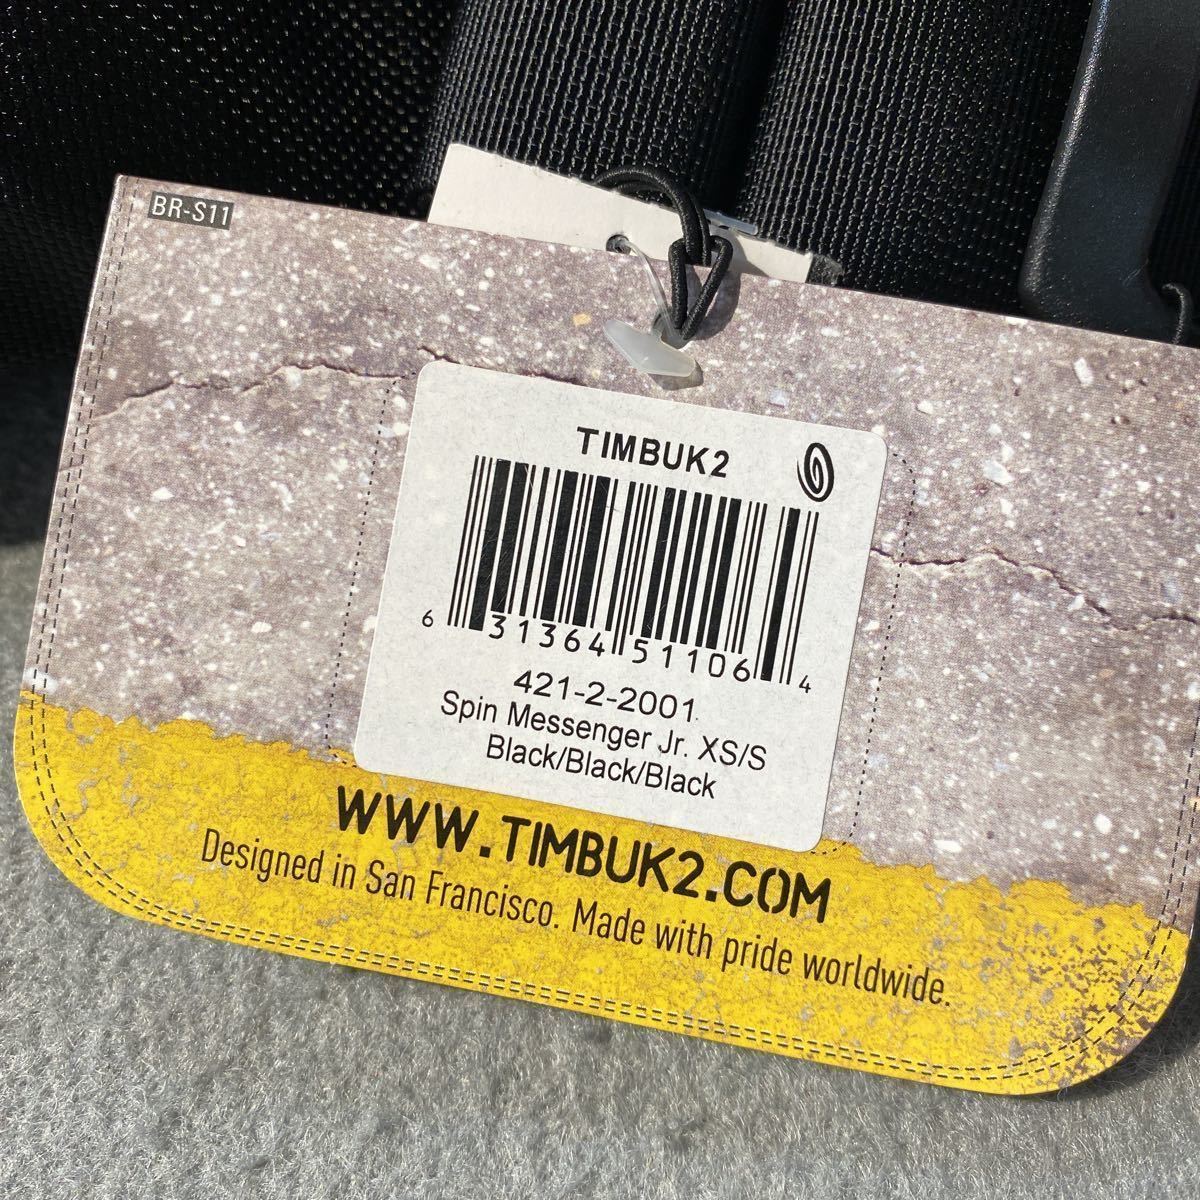 BR-S11
TIMBUK2
6 31364 51106 4
421-2-2001
Spin Messenger Jr. XS/S
Black/Black/Black
WWW.TIMBUK2.COM
Designed in San Francisco. Made with pride worldwide.